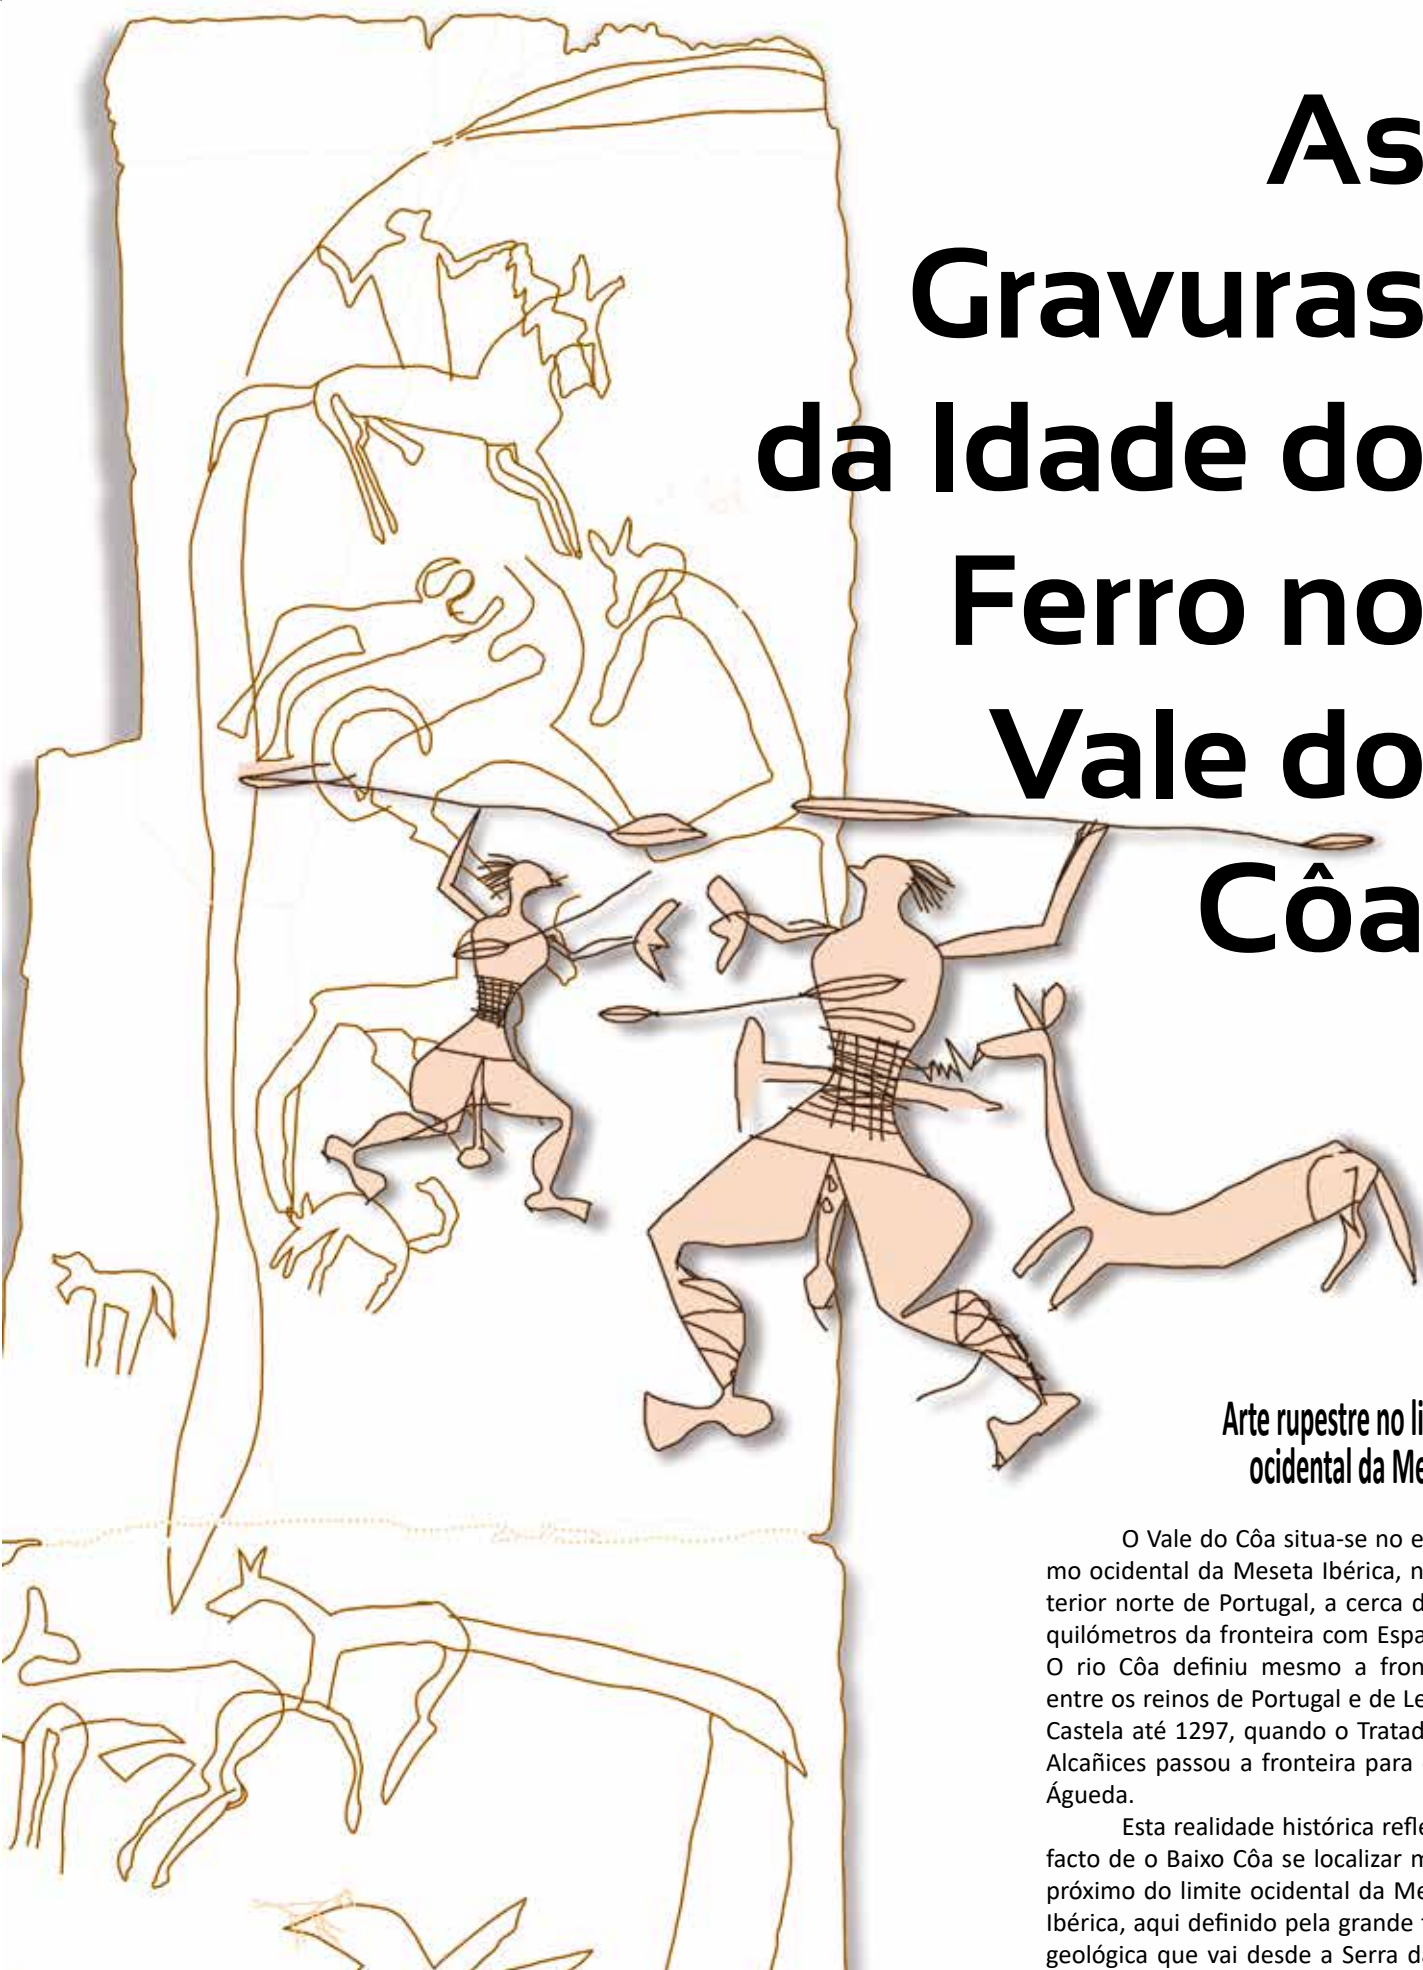 As
Gravuras
da Idade do
Ferro no
Vale do
Côa
Arte rupestre no li
ocidental da Me
O Vale do Côa situa-se no e
mo ocidental da Meseta Ibérica, n
terior norte de Portugal, a cerca d
quilómetros da fronteira com Espa
O rio Côa definiu mesmo a fron
entre os reinos de Portugal e de Le
Castela até 1297, quando o Tratad
Alcañices passou a fronteira para
Águeda.
Esta realidade histórica refle
facto de o Baixo Côa se localizar m
próximo do limite ocidental da Me
Ibérica, aqui definido pela grande
geológica que vai desde a Serra d